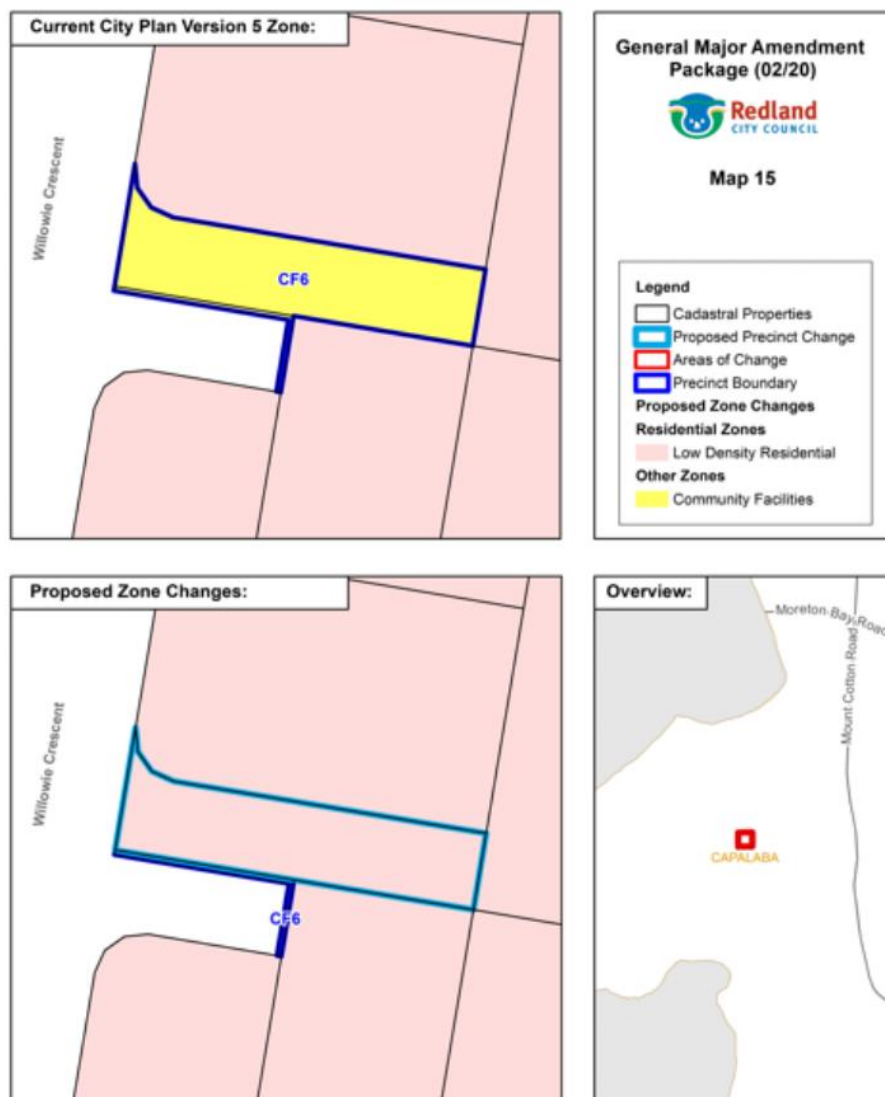 Current City Plan Version 5 Zone:
Willowie Crescent
CF6
General Major Amendment
Package (02/20)
Redland
CITY COUNCIL
Map 15
Legend
Cadastral Properties
Proposed Precinct Change
Areas of Change
Precinct Boundary
Proposed Zone Changes
Residential Zones
Low Density Residential
Other Zones
Community Facilities
Proposed Zone Changes:
Willowie Crescent
CF6
Overview:
Moreton Bay Road
Mount Cotton Road
CAPALABA